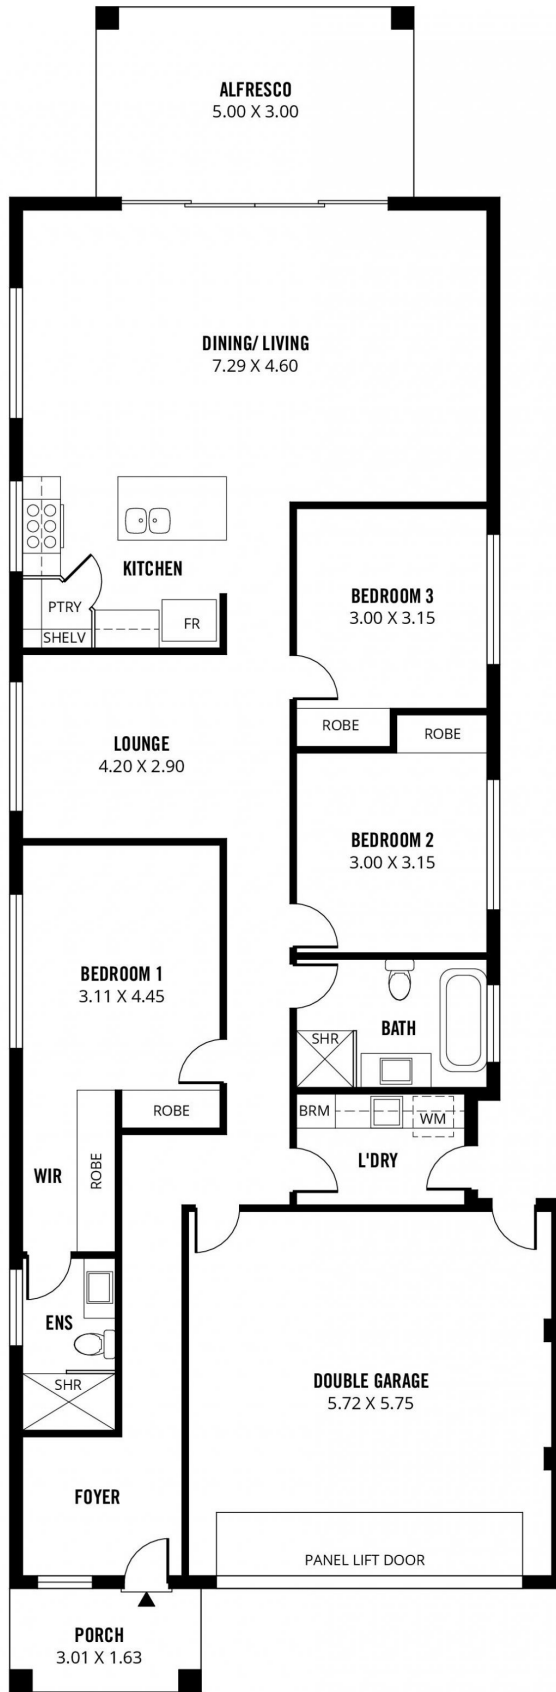 ALFRESCO
5.00 X 3.00
DINING/ LIVING
7.29 X 4.60
KITCHEN
PTRY
SHELV
FR
BEDROOM 3
3.00 X 3.15
ROBE
ROBE
LOUNGE
4.20 X 2.90
BEDROOM 2
3.00 X 3.15
BEDROOM 1
3.11 X 4.45
BATH
SHR
ROBE
BRM
WM
L'DRY
WIR
ROBE
ENS
SHR
DOUBLE GARAGE
5.72 X 5.75
FOYER
PANEL LIFT DOOR
PORCH
3.01 X 1.63